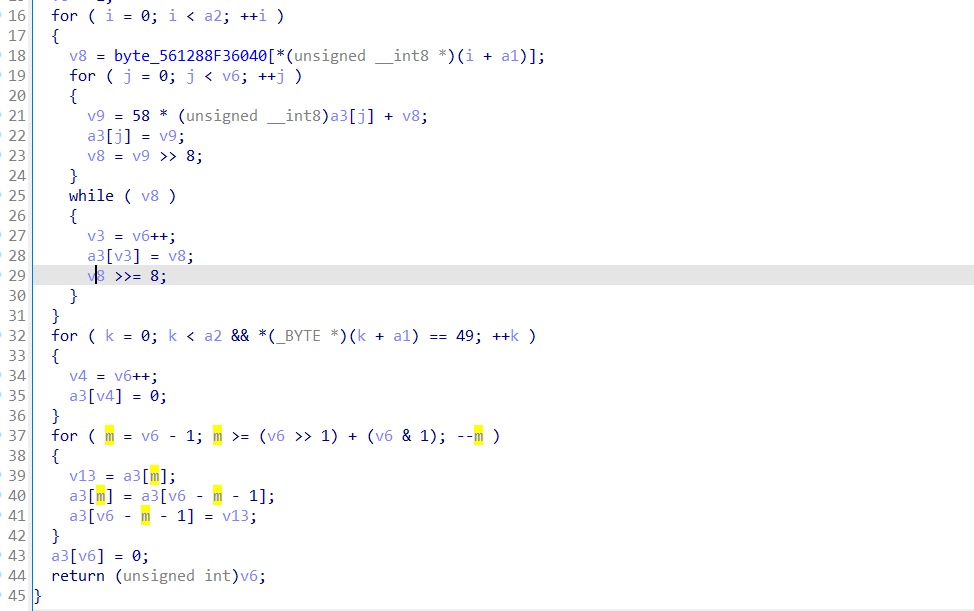 16 for ( i = 0; i < a2; ++i )
17 {
18 v8 = byte_561288F36040[*(unsigned __int8 *)(i + a1)];
19 for ( j = 0; j < v6; ++j )
20 {
21 v9 = 58 * (unsigned __int8)a3[j] + v8;
22 a3[j] = v9;
23 v8 = v9 >> 8;
24 }
25 while ( v8 )
26 {
27 v3 = v6++;
28 a3[v3] = v8;
29 v8 >>= 8;
30 }
31 }
32 for ( k = 0; k < a2 && *(_BYTE *)(k + a1) == 49; ++k )
33 {
34 v4 = v6++;
35 a3[v4] = 0;
36 }
37 for ( m = v6 - 1; m >= (v6 >> 1) + (v6 & 1); --m )
38 {
39 v13 = a3[m];
40 a3[m] = a3[v6 - m - 1];
41 a3[v6 - m - 1] = v13;
42 }
43 a3[v6] = 0;
44 return (unsigned int)v6;
45 }